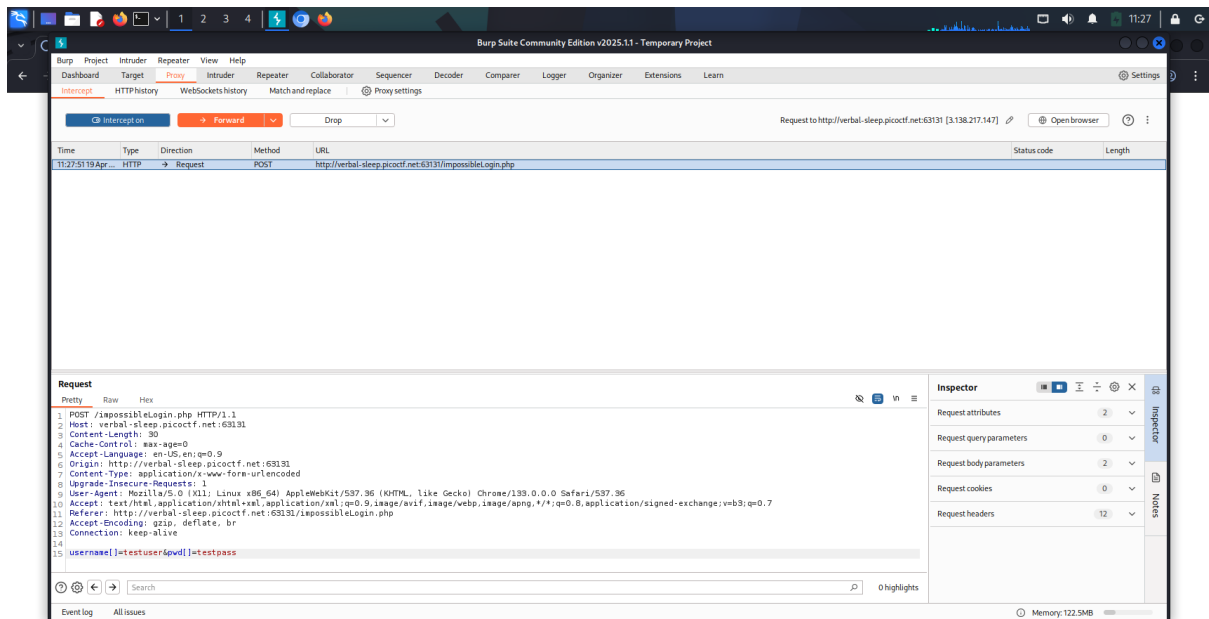 1 2 3 4 11:27
Burp Suite Community Edition v2025.1.1 - Temporary Project
Burp Project Intruder Repeater View Help
Dashboard Target Proxy Intruder Repeater Collaborator Sequencer Decoder Comparer Logger Organizer Extensions Learn Settings
Intercept HTTP history WebSockets history Match and replace Proxy settings
Intercept on Forward Drop Request to http://verbal-sleep.picoctf.net:63131 [3.138.217.147] Open browser
Time Type Direction Method URL Status code Length
11:27:51 19 Apr ... HTTP → Request POST http://verbal-sleep.picoctf.net:63131/impossibleLogin.php
Request
Pretty Raw Hex \n
1 POST /impossibleLogin.php HTTP/1.1
2 Host: verbal-sleep.picoctf.net:63131
3 Content-Length: 30
4 Cache-Control: max-age=0
5 Accept-Language: en-US,en;q=0.9
6 Origin: http://verbal-sleep.picoctf.net:63131
7 Content-Type: application/x-www-form-urlencoded
8 Upgrade-Insecure-Requests: 1
9 User-Agent: Mozilla/5.0 (X11; Linux x86_64) AppleWebKit/537.36 (KHTML, like Gecko) Chrome/133.0.0.0 Safari/537.36
10 Accept: text/html,application/xhtml+xml,application/xml;q=0.9,image/avif,image/webp,image/apng,*/*;q=0.8,application/signed-exchange;v=b3;q=0.7
11 Referer: http://verbal-sleep.picoctf.net:63131/impossibleLogin.php
12 Accept-Encoding: gzip, deflate, br
13 Connection: keep-alive
14
15 username[]=testuser&pwd[]=testpass
Search 0 highlights
Inspector
Request attributes 2
Request query parameters 0
Request body parameters 2
Request cookies 0
Request headers 12
Inspector
Notes
Event log All issues Memory: 122.5MB